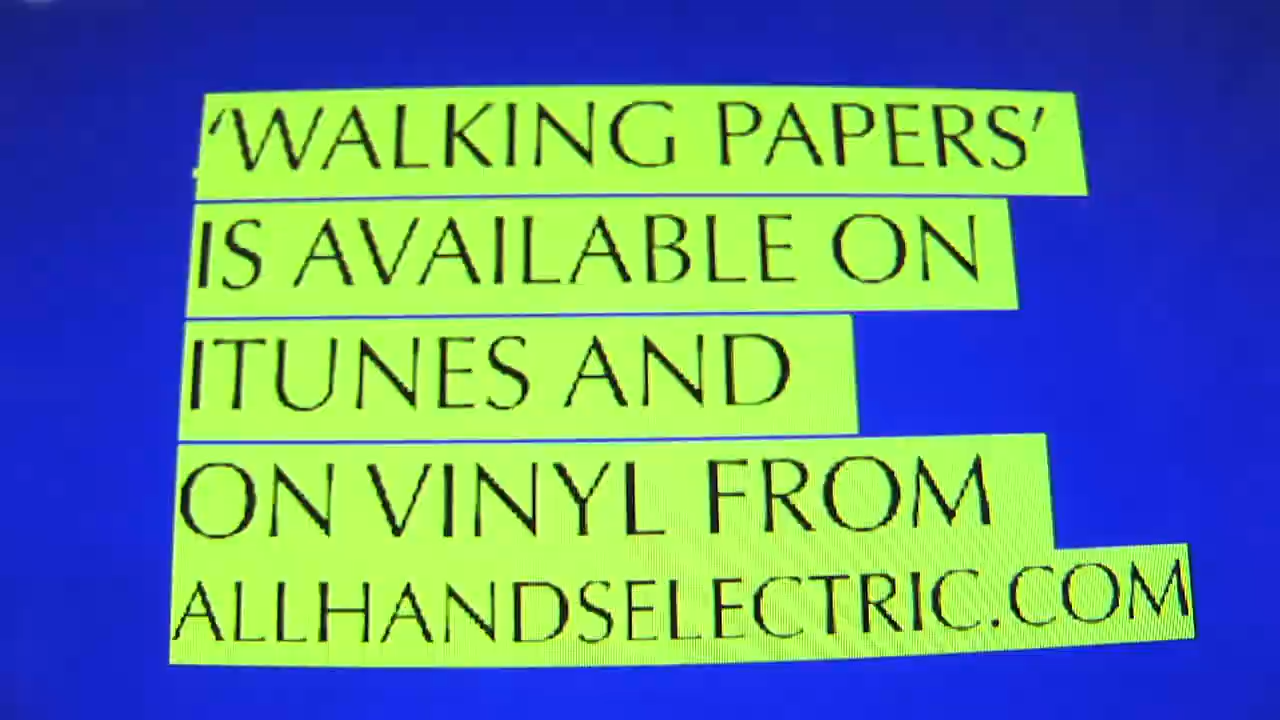 ‘WALKING PAPERS’
IS AVAILABLE ON
ITUNES AND
ON VINYL FROM
ALLHANDSELECTRIC.COM